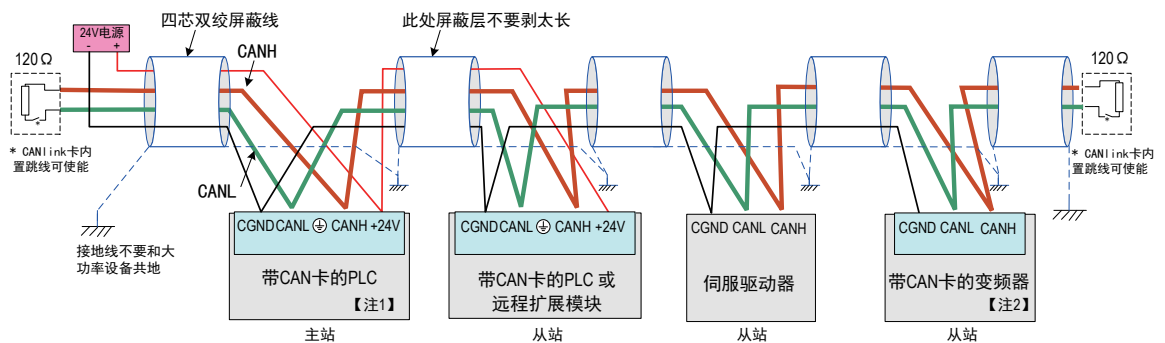 四芯双绞屏蔽线
此处屏蔽层不要剥太长
24V电源
- +
CANH
120Ω
120Ω
*
*
* CANlink卡内
置跳线可使能
* CANlink卡内
置跳线可使能
CANL
接地线不要和大
功率设备共地
CGND CANL CANH +24V
带CAN卡的PLC
【注1】
主站
CGND CANL CANH +24V
带CAN卡的PLC 或
远程扩展模块
从站
CGND CANL CANH
伺服驱动器
从站
CGND CANL CANH
带CAN卡的变频器
【注2】
从站